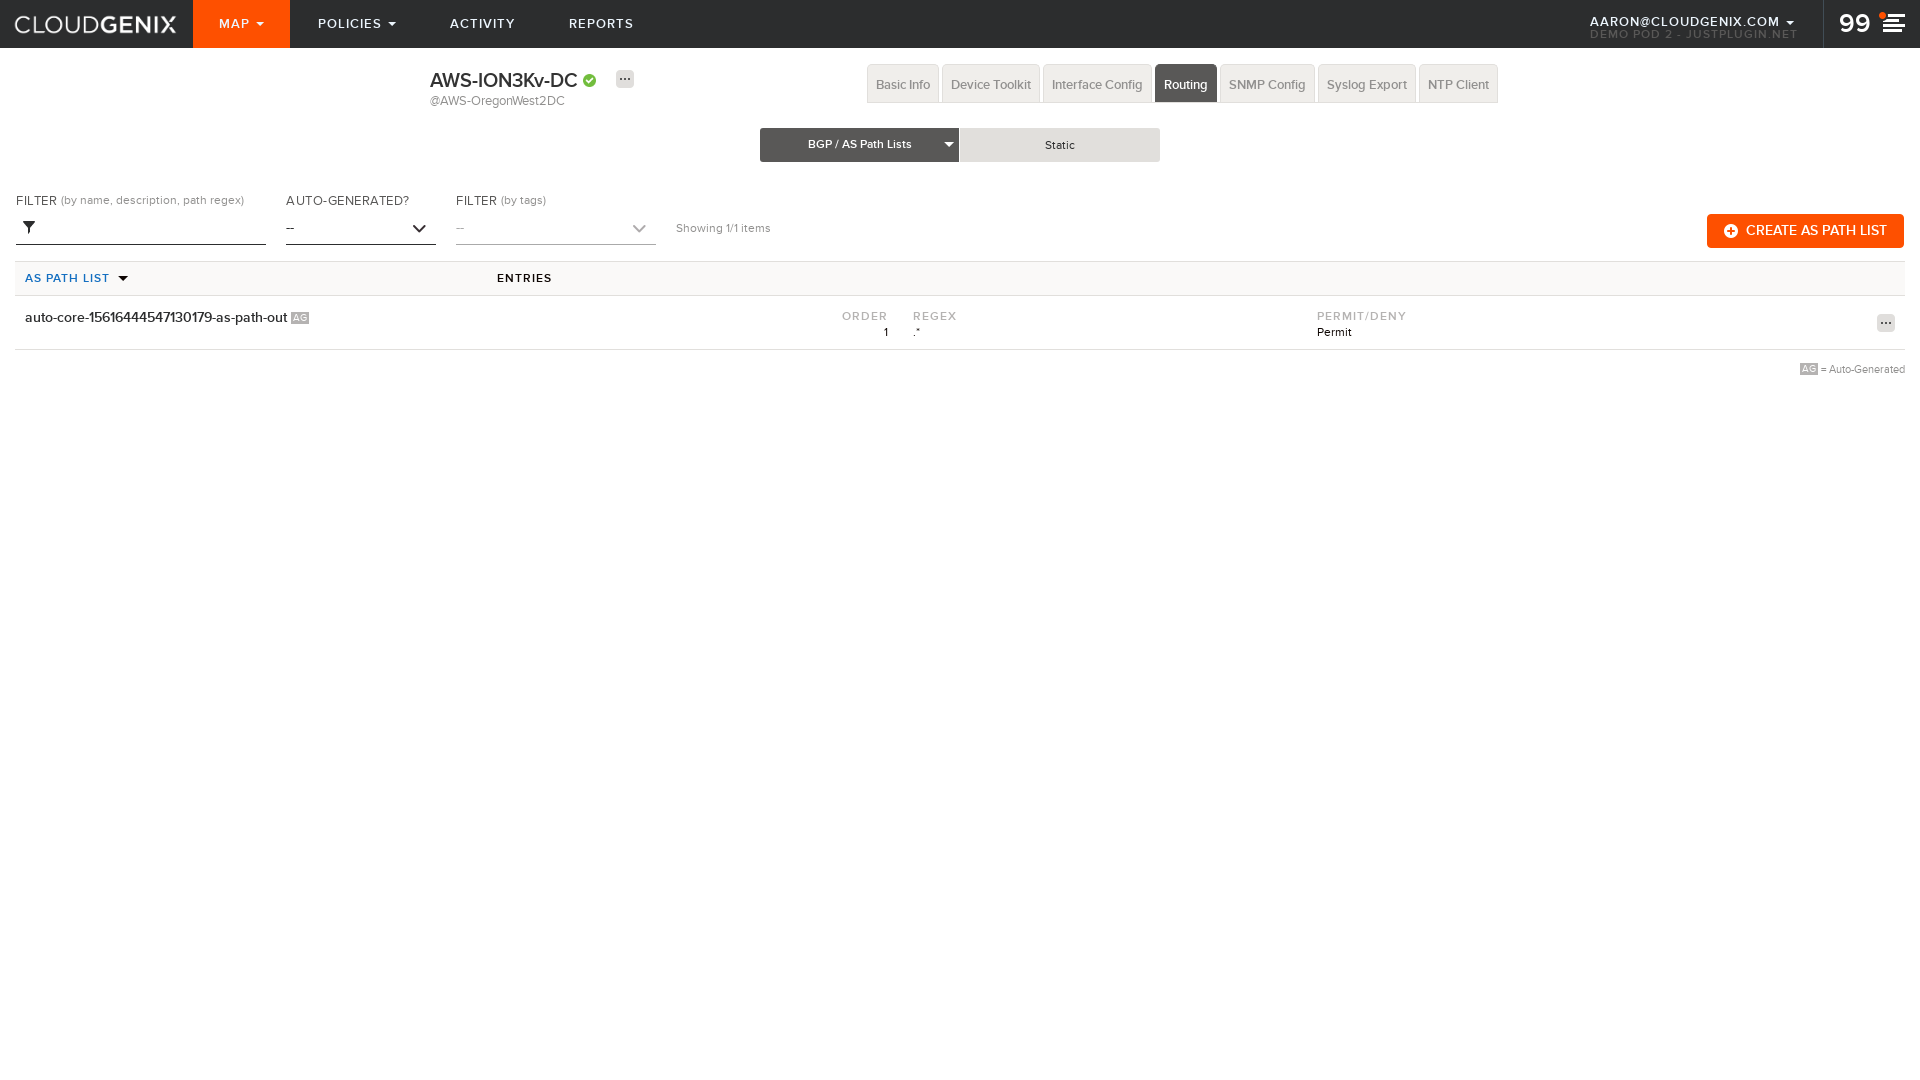 CLOUDGENIX MAP POLICIES ACTIVITY REPORTS AARON@CLOUDGENIX.COM 99
DEMO POD 2 - JUSTPLUGIN.NET
AWS-ION3Kv-DC Basic Info Device Toolkit Interface Config Routing SNMP Config Syslog Export NTP Client
@AWS-OregonWest2DC
BGP / AS Path Lists Static
FILTER (by name, description, path regex) AUTO-GENERATED? FILTER (by tags)
-- -- Showing 1/1 items CREATE AS PATH LIST
AS PATH LIST ENTRIES
auto-core-15616444547130179-as-path-out AG ORDER REGEX PERMIT/DENY
1 .* Permit
AG = Auto-Generated